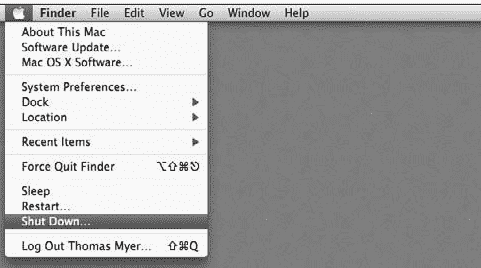 Finder File Edit View Go Window Help
About This Mac
Software Update...
Mac OS X Software...
System Preferences...
Dock
Location
Recent Items
Force Quit Finder ⌥⇧⌘⎋
Sleep
Restart...
Shut Down...
Log Out Thomas Myer... ⇧⌘Q